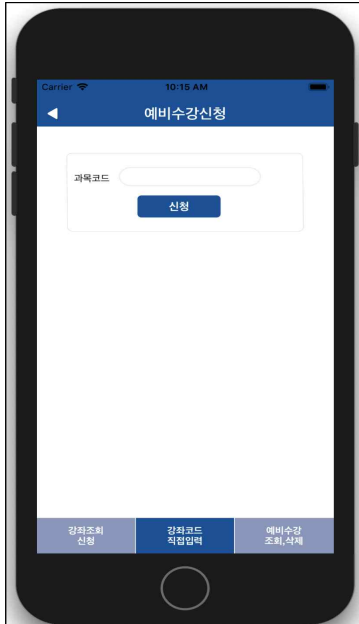 Carrier 10:15 AM
예비수강신청
과목코드
신청
강좌조회
신청
강좌코드
직접입력
예비수강
조회,삭제